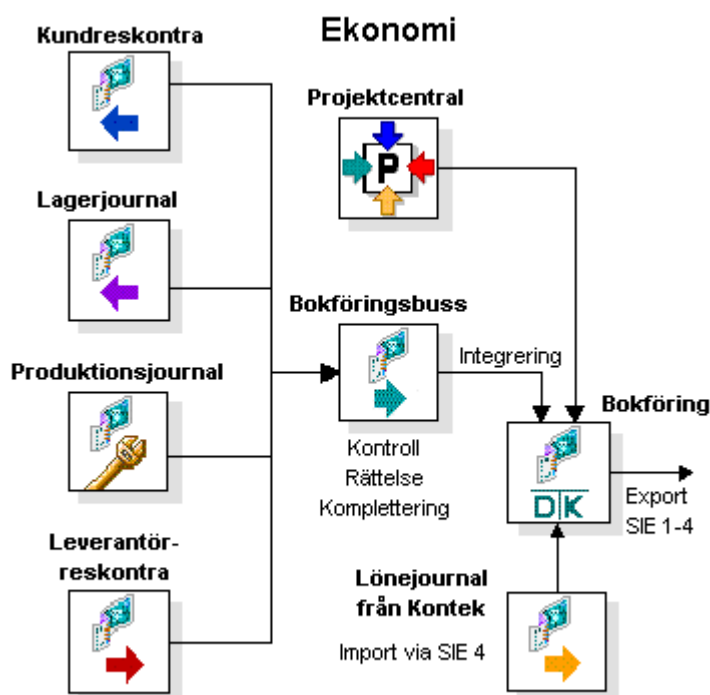 Ekonomi
Kundreskontra
Projektcentral
P
Lagerjournal
Bokföringsbuss
Integrering
Produktionsjournal
Bokföring
Kontroll
Rättelse
Komplettering
D K
Export
SIE 1-4
Leverantör-
reskontra
Lönejournal
från Kontek
Import via SIE 4